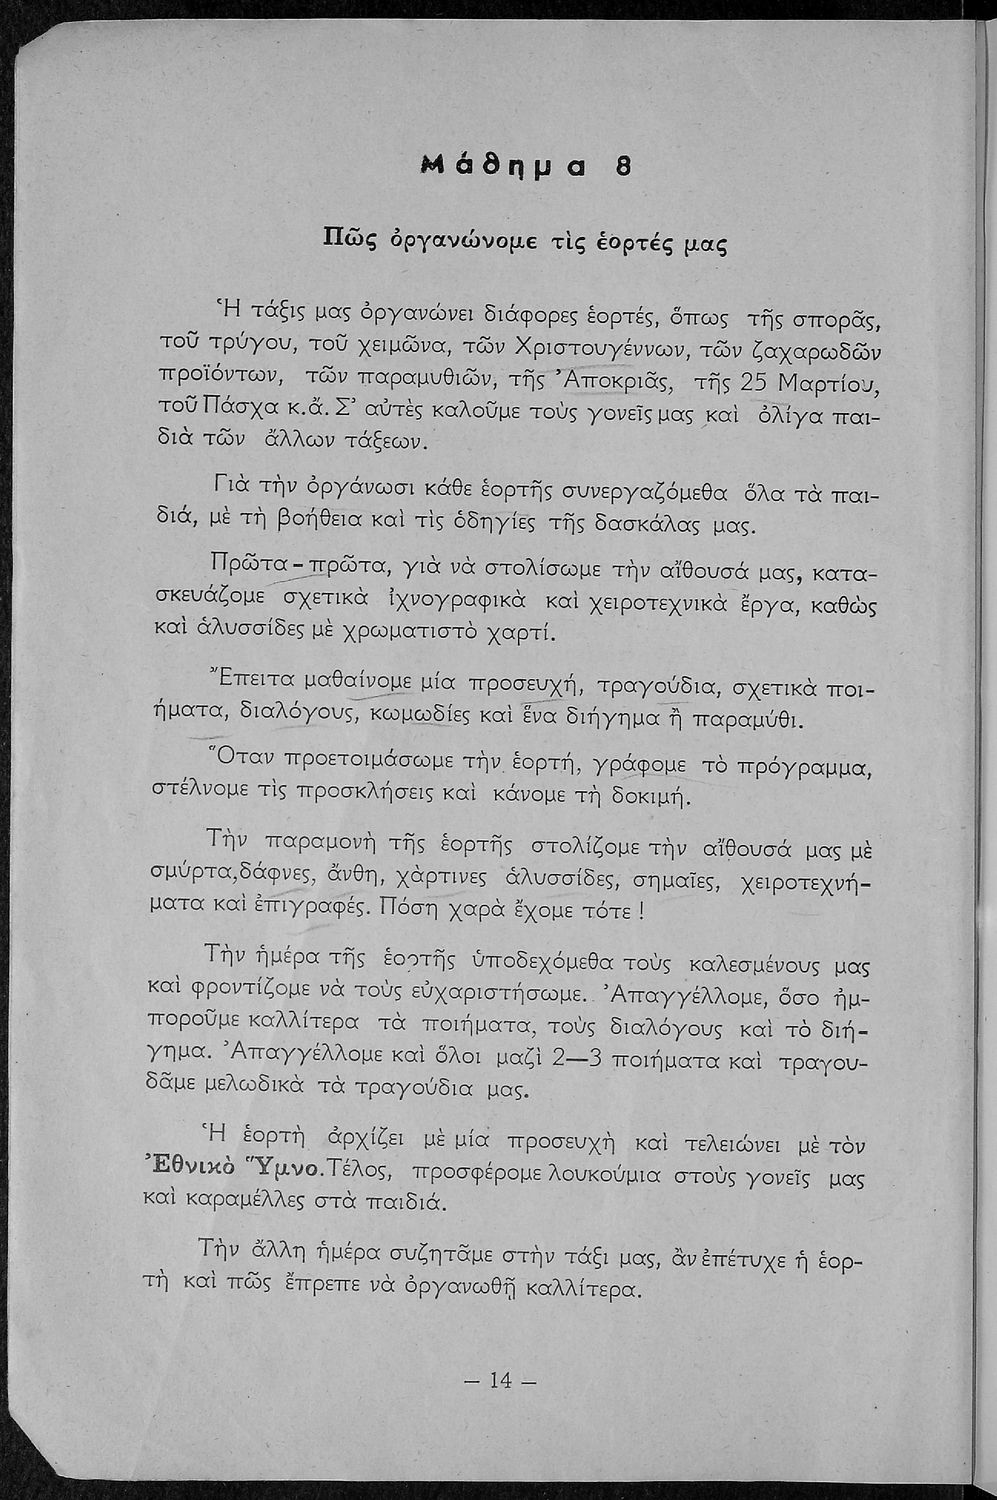 Μάθημα 8
Πῶς ὀργανώνομε τὶς ἑορτές μας
Ἡ τάξις μας ὀργανώνει διάφορες ἑορτές, ὅπως τῆς σπορᾶς,
τοῦ τρύγου, τοῦ χειμῶνα, τῶν Χριστουγέννων, τῶν ζαχαρωδῶν
προϊόντων, τῶν παραμυθιῶν, τῆς Ἀποκριᾶς, τῆς 25 Μαρτίου,
τοῦ Πάσχα κ.ἄ. Σ’ αὐτὲς καλοῦμε τοὺς γονεῖς μας καὶ ὀλίγα παι-
διὰ τῶν ἄλλων τάξεων.
Γιὰ τὴν ὀργάνωσι κάθε ἑορτῆς συνεργαζόμεθα ὅλα τὰ παι-
διά, μὲ τὴ βοήθεια καὶ τὶς ὁδηγίες τῆς δασκάλας μας.
Πρῶτα - πρῶτα, γιὰ νὰ στολίσωμε τὴν αἴθουσά μας, κατα-
σκευάζομε σχετικὰ ἰχνογραφικὰ καὶ χειροτεχνικὰ ἔργα, καθὼς
καὶ ἁλυσσίδες μὲ χρωματιστὸ χαρτί.
Ἔπειτα μαθαίνομε μία προσευχή, τραγούδια, σχετικὰ ποι-
ήματα, διαλόγους, κωμωδίες καὶ ἕνα διήγημα ἢ παραμύθι.
Ὅταν προετοιμάσωμε τὴν ἑορτή, γράφομε τὸ πρόγραμμα,
στέλνομε τὶς προσκλήσεις καὶ κάνομε τὴ δοκιμή.
Τὴν παραμονὴ τῆς ἑορτῆς στολίζομε τὴν αἴθουσά μας μὲ
σμύρτα,δάφνες, ἄνθη, χάρτινες ἁλυσσίδες, σημαῖες, χειροτεχνή-
ματα καὶ ἐπιγραφές. Πόση χαρὰ ἔχομε τότε !
Τὴν ἡμέρα τῆς ἑορτῆς ὑποδεχόμεθα τοὺς καλεσμένους μας
καὶ φροντίζομε νὰ τοὺς εὐχαριστήσωμε. Ἀπαγγέλλομε, ὅσο ἠμ-
ποροῦμε καλλίτερα τὰ ποιήματα, τοὺς διαλόγους καὶ τὸ διή-
γημα. Ἀπαγγέλλομε καὶ ὅλοι μαζὶ 2—3 ποιήματα καὶ τραγου-
δᾶμε μελωδικὰ τὰ τραγούδια μας.
Ἡ ἑορτὴ ἀρχίζει μὲ μία προσευχὴ καὶ τελειώνει μὲ τὸν
Ἐθνικὸ Ὕμνο.Τέλος, προσφέρομε λουκούμια στοὺς γονεῖς μας
καὶ καραμέλλες στὰ παιδιά.
Τὴν ἄλλη ἡμέρα συζητᾶμε στὴν τάξι μας, ἂν ἐπέτυχε ἡ ἑορ-
τὴ καὶ πῶς ἔπρεπε νὰ ὀργανωθῇ καλλίτερα.
– 14 –